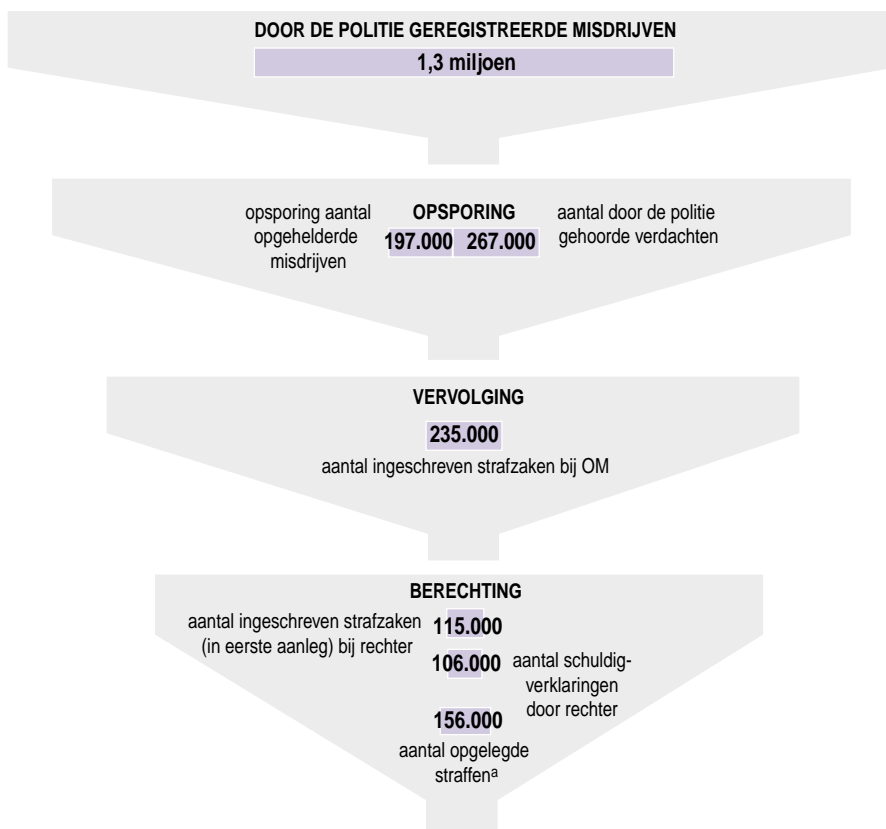 DOOR DE POLITIE GEREGISTREERDE MISDRIJVEN
1,3 miljoen
opsporing aantal
opgehelderde
misdrijven
OPSPORING
197.000 267.000
aantal door de politie
gehoorde verdachten
VERVOLGING
235.000
aantal ingeschreven strafzaken bij OM
BERECHTING
aantal ingeschreven strafzaken
(in eerste aanleg) bij rechter
115.000
106.000
aantal schuldig-
verklaringen
door rechter
156.000
aantal opgelegde
straffenª